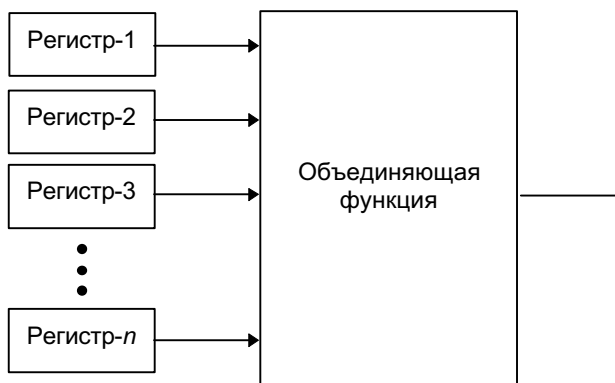 Регистр-1
Регистр-2
Регистр-3
Объединяющая
функция
Регистр-n